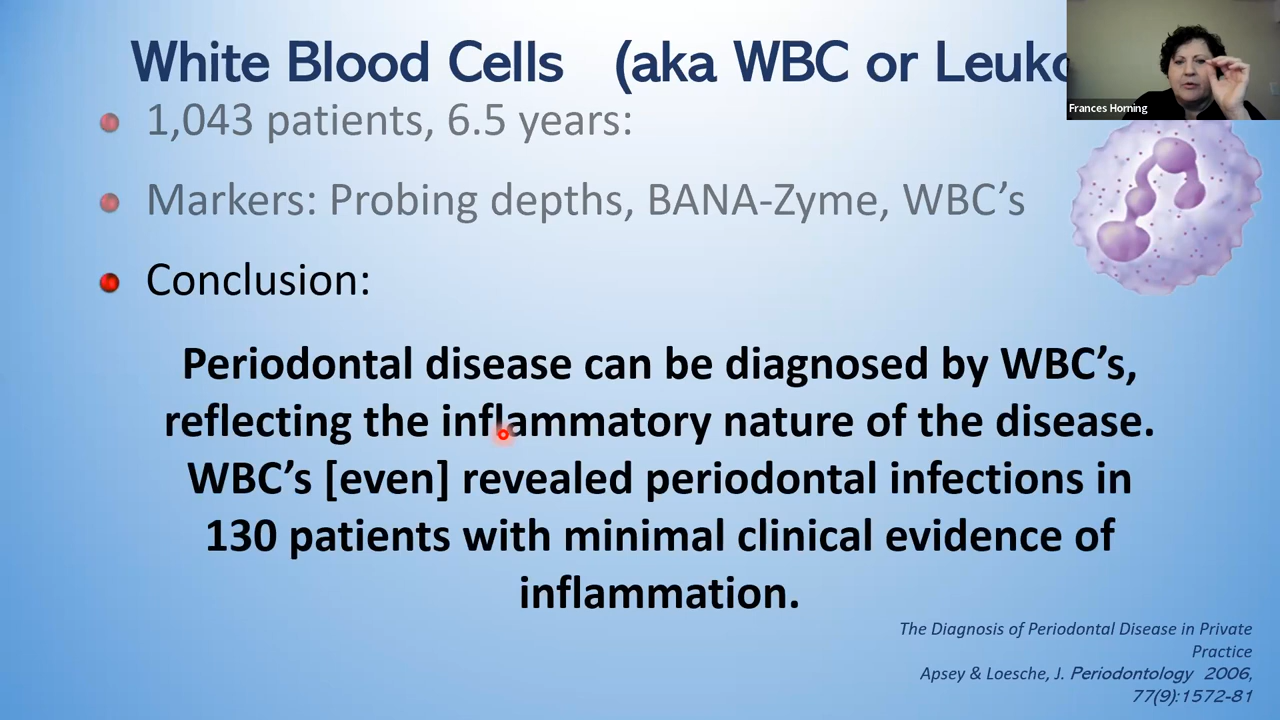 White Blood Cells (aka WBC or Leuko
Frances Horning
1,043 patients, 6.5 years:
Markers: Probing depths, BANA-Zyme, WBC’s
Conclusion:
Periodontal disease can be diagnosed by WBC’s,
reflecting the inflammatory nature of the disease.
WBC’s [even] revealed periodontal infections in
130 patients with minimal clinical evidence of
inflammation.
The Diagnosis of Periodontal Disease in Private
Practice
Apsey & Loesche, J. Periodontology 2006,
77(9):1572-81